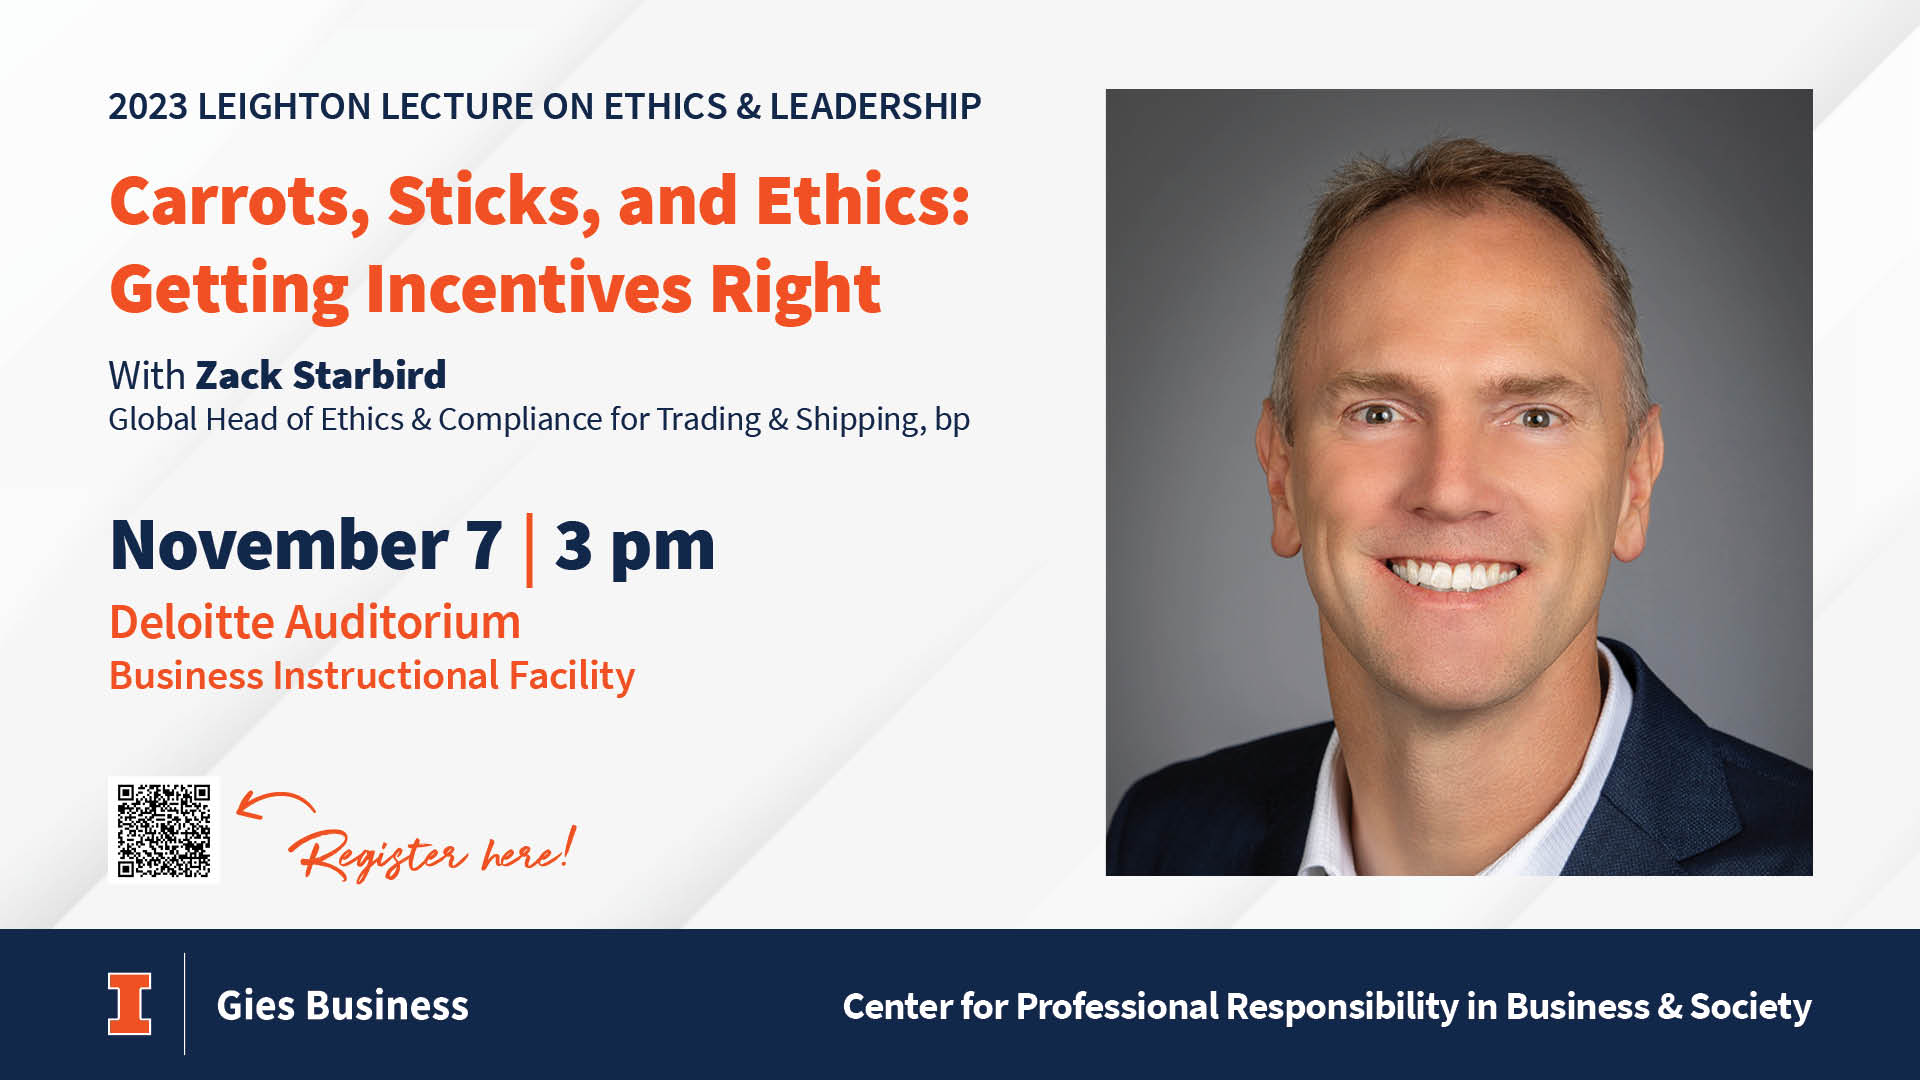 2023 LEIGHTON LECTURE ON ETHICS & LEADERSHIP
Carrots, Sticks, and Ethics:
Getting Incentives Right
With Zack Starbird
Global Head of Ethics & Compliance for Trading & Shipping, bp
November 7 | 3 pm
Deloitte Auditorium
Business Instructional Facility
Register here!
I
Gies Business
Center for Professional Responsibility in Business & Society